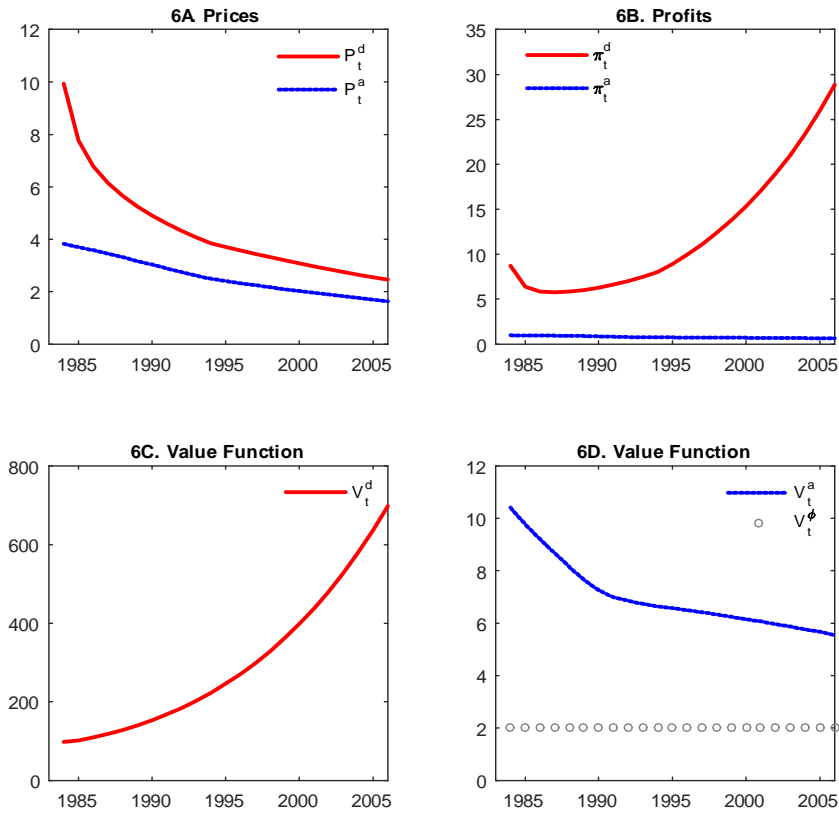 6A. Prices
12
10
8
6
4
2
0
1985 1990 1995 2000 2005
P_t^d
P_t^a
6B. Profits
35
30
25
20
15
10
5
0
1985 1990 1995 2000 2005
π_t^d
π_t^a
6C. Value Function
800
600
400
200
0
1985 1990 1995 2000 2005
V_t^d
6D. Value Function
12
10
8
6
4
2
0
1985 1990 1995 2000 2005
V_t^a
V_t^ϕ